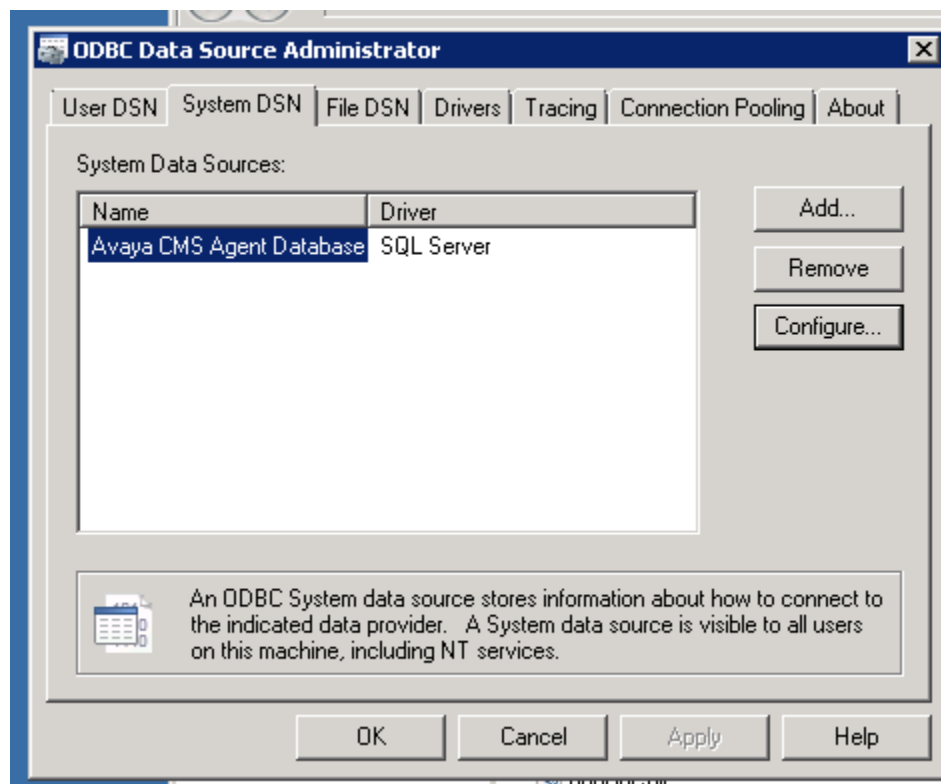 ODBC Data Source Administrator
User DSN System DSN File DSN Drivers Tracing Connection Pooling About
System Data Sources:
Name Driver
Avaya CMS Agent Database SQL Server
Add...
Remove
Configure...
An ODBC System data source stores information about how to connect to
the indicated data provider. A System data source is visible to all users
on this machine, including NT services.
OK Cancel Apply Help